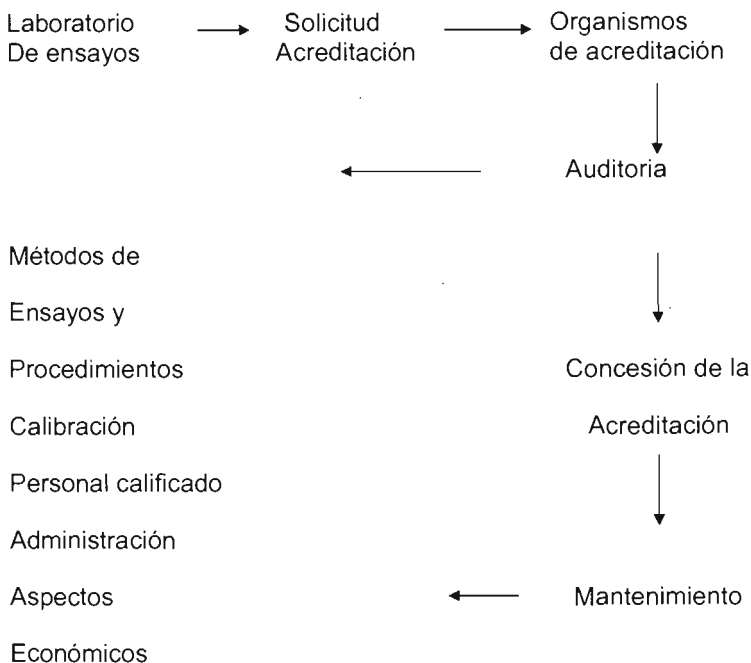 Laboratorio
De ensayos
Solicitud
Acreditación
Organismos
de acreditación
Auditoria
Métodos de
Ensayos y
Procedimientos
Calibración
Personal calificado
Administración
Aspectos
Económicos
Concesión de la
Acreditación
Mantenimiento